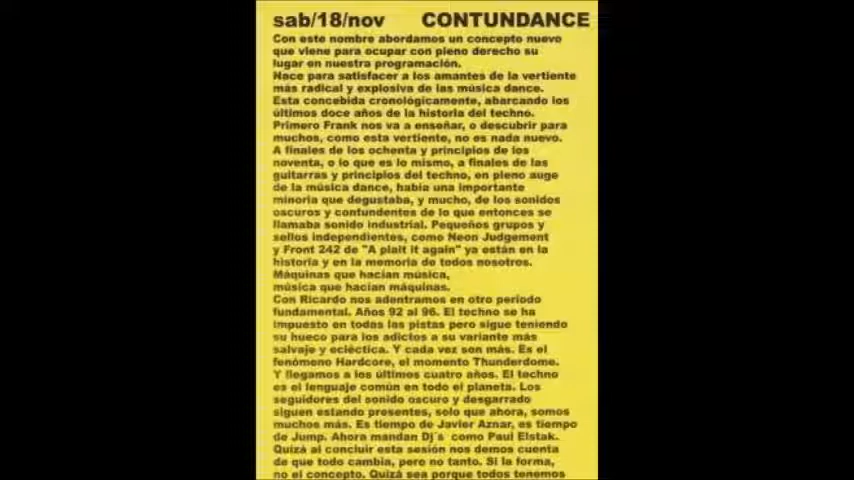 sab/18/nov CONTUNDANCE
Con este nombre abordamos un concepto nuevo
que viene para ocupar con pleno derecho su
lugar en nuestra programación.
Nace para satisfacer a los amantes de la vertiente
más radical y explosiva de las música dance.
Esta concebida cronológicamente, abarcando los
últimos doce años de la historia del techno.
Primero Frank nos va a enseñar, o descubrir para
muchos, como esta vertiente, no es nada nuevo.
A finales de los ochenta y principios de los
noventa, o lo que es lo mismo, a finales de las
guitarras y principios del techno, en pleno auge
de la música dance, había una importante
minoria que degustaba, y mucho, de los sonidos
oscuros y contundentes de lo que entonces se
llamaba sonido industrial. Pequeños grupos y
sellos independientes, como Neon Judgement
y Front 242 de "A plait it again" ya están en la
historia y en la memoria de todos nosotros.
Máquinas que hacían música,
música que hacían máquinas.
Con Ricardo nos adentramos en otro período
fundamental. Años 92 al 96. El techno se ha
impuesto en todas las pistas pero sigue teniendo
su hueco para los adictos a su variante más
salvaje y ecléctica. Y cada vez son más. Es el
fenómeno Hardcore, el momento Thunderdome.
Y llegamos a los últimos cuatro años. El techno
es el lenguaje común en todo el planeta. Los
seguidores del sonido oscuro y desgarrado
siguen estando presentes, solo que ahora, somos
muchos más. Es tiempo de Javier Aznar, es tiempo
de Jump. Ahora mandan Dj´s como Paul Elstak.
Quizá al concluir esta sesión nos demos cuenta
de que todo cambia, pero no tanto. Si la forma,
no el concepto. Quizá sea porque todos tenemos